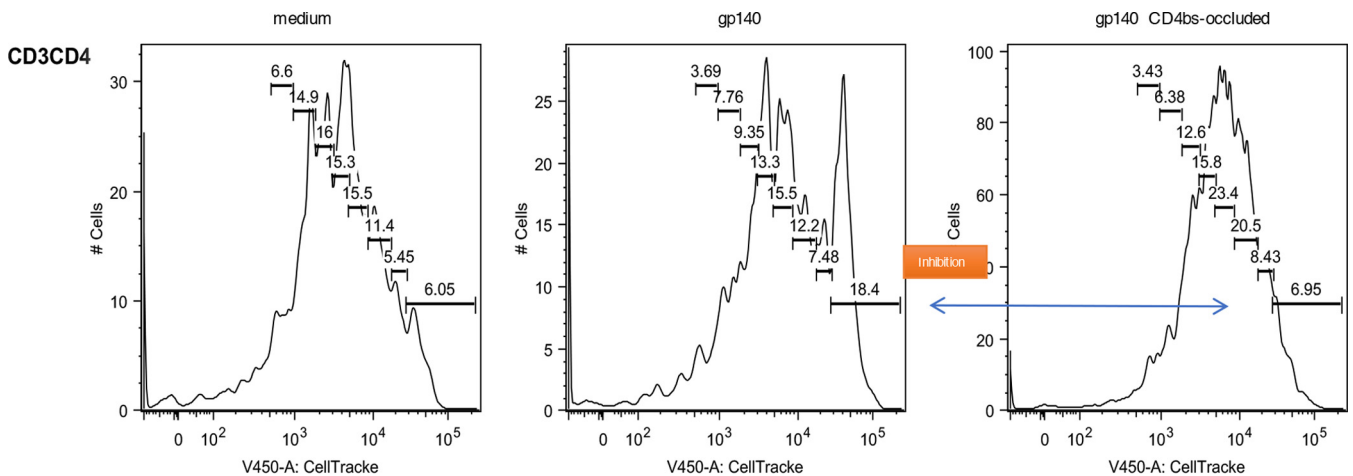 medium
gp140
gp140 CD4bs-occluded
CD3CD4
# Cells
30
20
10
0
6.6
14.9
16
15.3
15.5
11.4
5.45
6.05
0 10² 10³ 10⁴ 10⁵
V450-A: CellTracke
# Cells
25
20
15
10
5
0
3.69
7.76
9.35
13.3
15.5
12.2
7.48
18.4
0 10² 10³ 10⁴ 10⁵
V450-A: CellTracke
Inhibition
Cells
100
80
60
0
20
0
3.43
6.38
12.6
15.8
23.4
20.5
8.43
6.95
0 10² 10³ 10⁴ 10⁵
V450-A: CellTracke